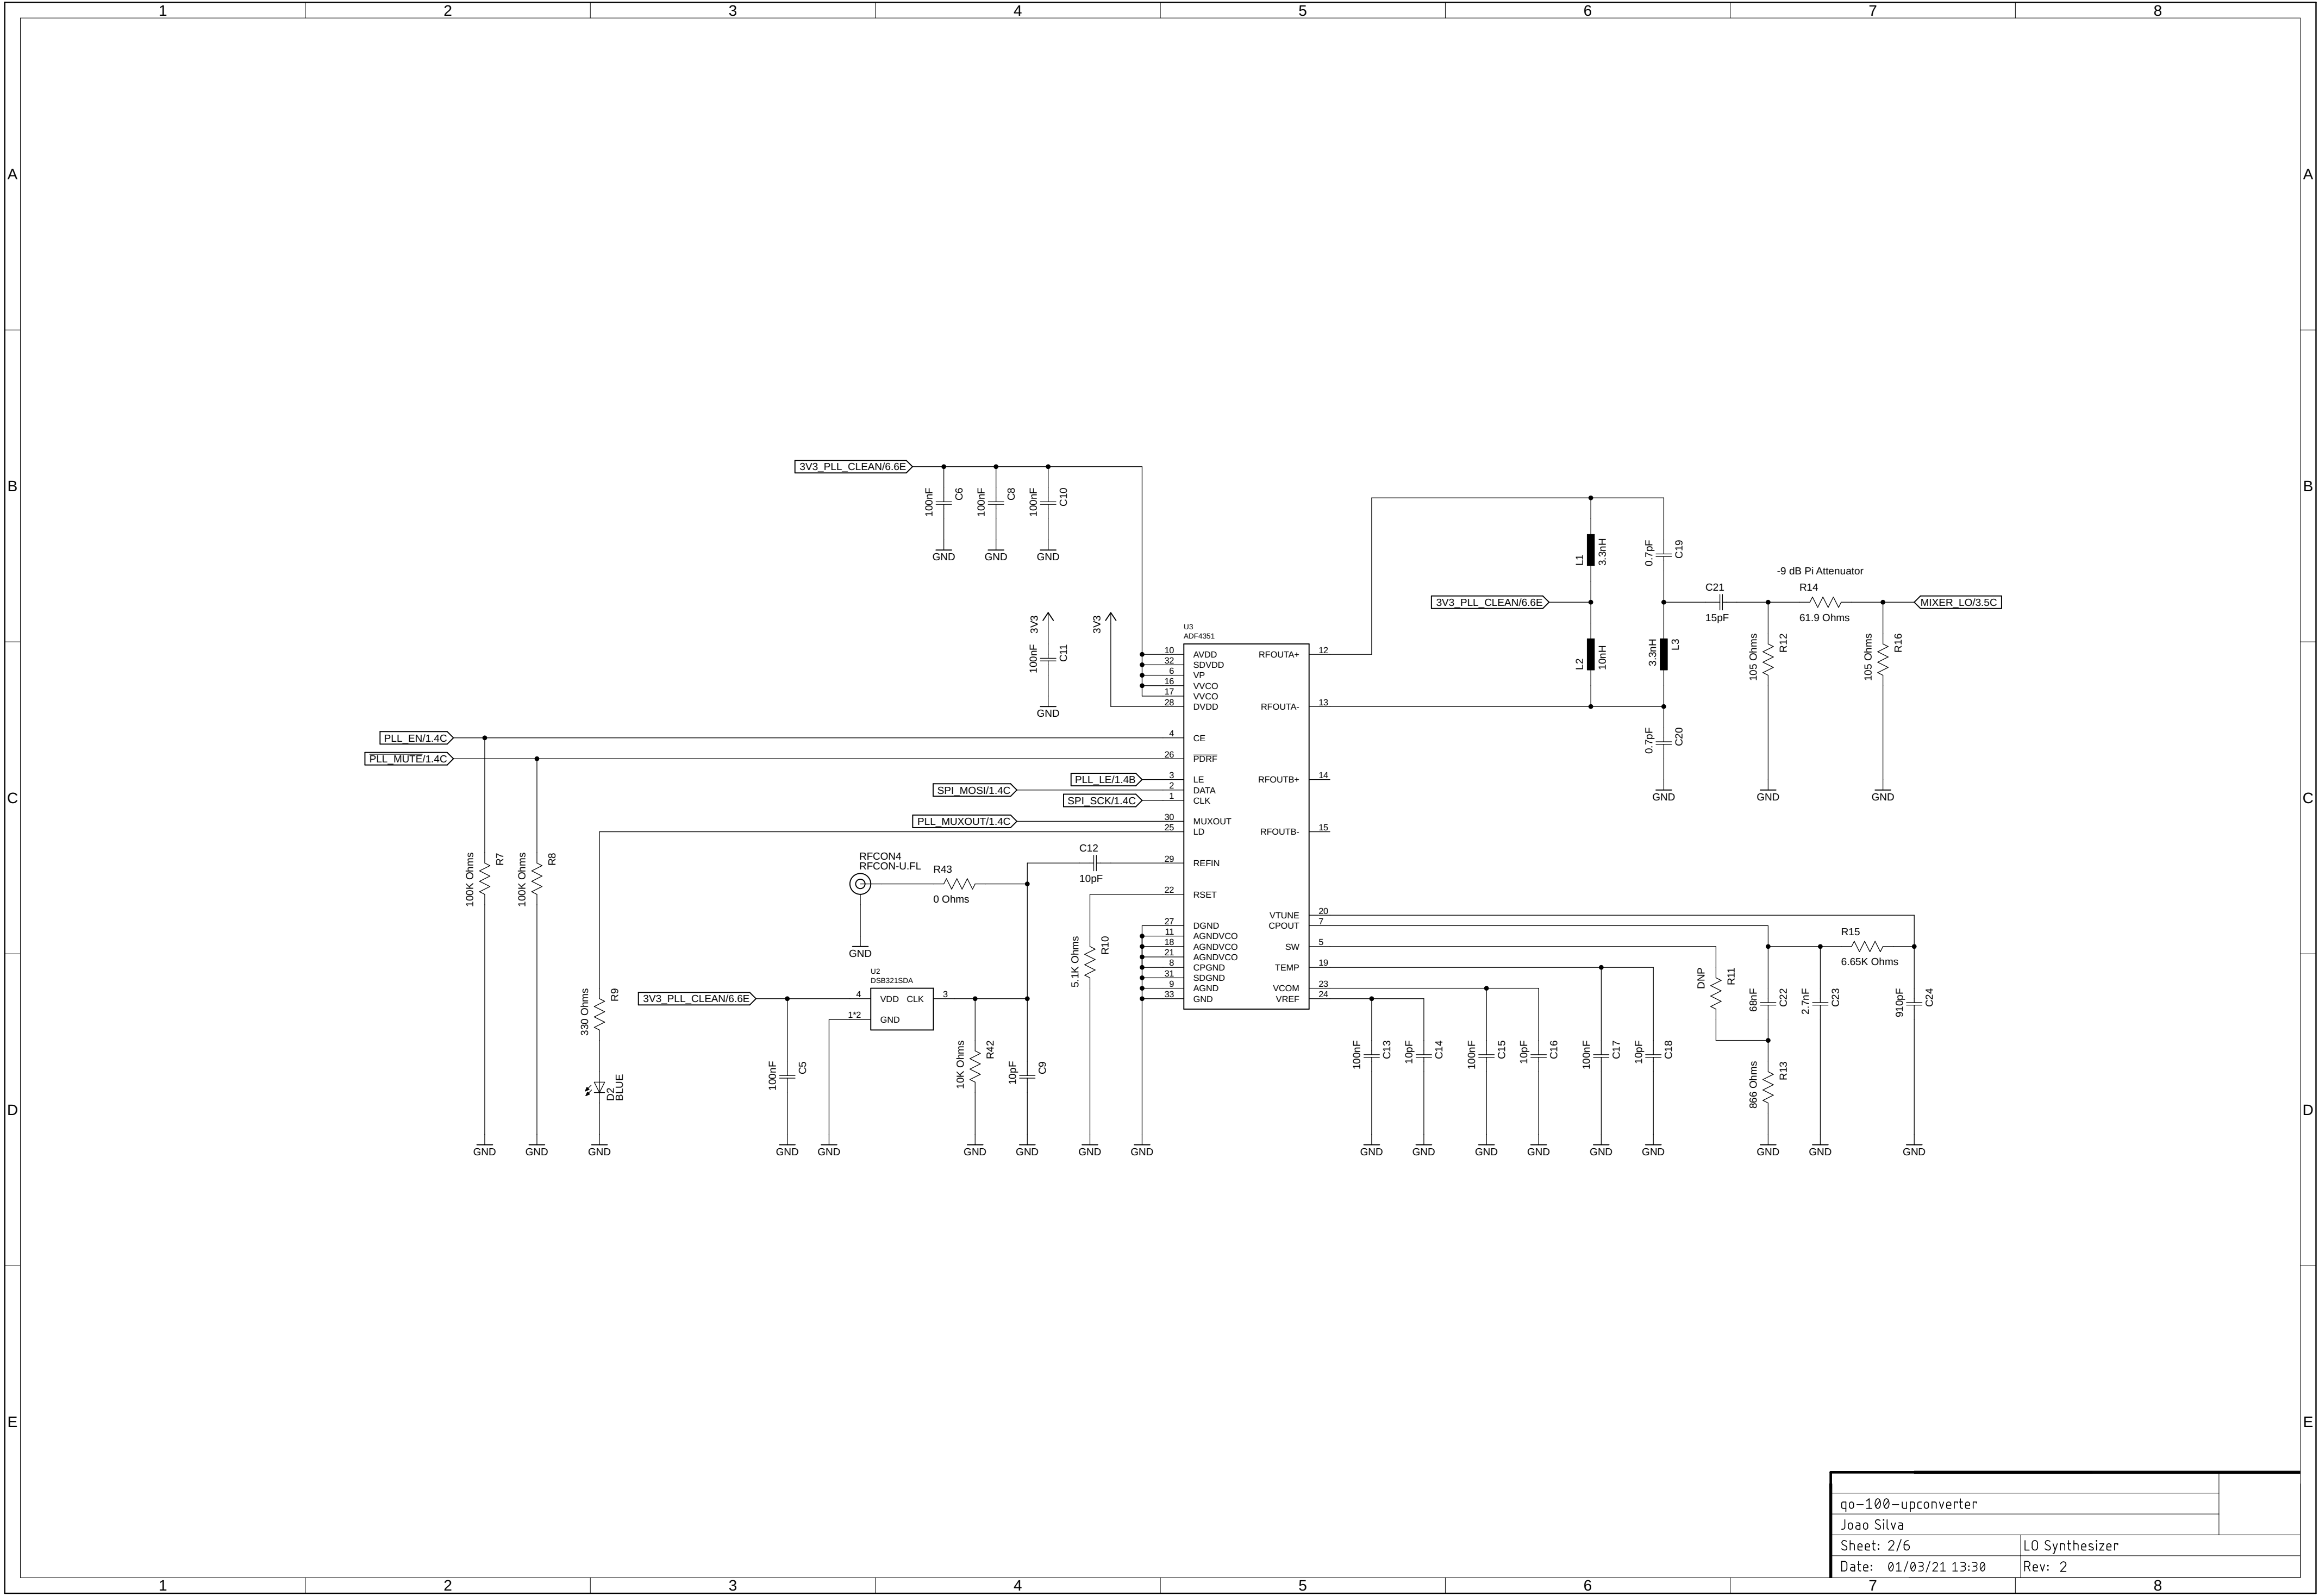 1 2 3 4 5 6 7 8
A A
B B
C C
D D
E E
3V3_PLL_CLEAN/6.6E
100nF C6
100nF C8
100nF C10
GND GND GND
3V3
100nF C11
GND
3V3
U3
ADF4351
10 AVDD
32 SDVDD
6 VP
16 VVCO
17 VVCO
28 DVDD
4 CE
26 PDRF
3 LE
2 DATA
1 CLK
30 MUXOUT
25 LD
29 REFIN
22 RSET
27 DGND
11 AGNDVCO
18 AGNDVCO
21 AGNDVCO
8 CPGND
31 SDGND
9 AGND
33 GND
RFOUTA+ 12
RFOUTA- 13
RFOUTB+ 14
RFOUTB- 15
VTUNE 20
CPOUT 7
SW 5
TEMP 19
VCOM 23
VREF 24
PLL_EN/1.4C
PLL_MUTE/1.4C
PLL_LE/1.4B
SPI_MOSI/1.4C
SPI_SCK/1.4C
PLL_MUXOUT/1.4C
100K Ohms R7
100K Ohms R8
330 Ohms R9
D2
BLUE
GND GND GND
RFCON4
RFCON-U.FL
GND
R43
0 Ohms
C12
10pF
5.1K Ohms R10
3V3_PLL_CLEAN/6.6E
U2
DSB321SDA
4 VDD CLK 3
1*2 GND
100nF C5
10K Ohms R42
10pF C9
GND GND GND GND GND GND
3V3_PLL_CLEAN/6.6E
L1 3.3nH
L2 10nH
0.7pF C19
3.3nH L3
0.7pF C20
GND
C21
15pF
-9 dB Pi Attenuator
R14
61.9 Ohms
105 Ohms R12
105 Ohms R16
GND GND
MIXER_LO/3.5C
100nF C13
10pF C14
100nF C15
10pF C16
100nF C17
10pF C18
GND GND GND GND GND GND
DNP R11
68nF C22
866 Ohms R13
2.7nF C23
R15
6.65K Ohms
910pF C24
GND GND GND
qo-100-upconverter
Joao Silva
Sheet: 2/6 LO Synthesizer
Date: 01/03/21 13:30 Rev: 2
1 2 3 4 5 6 7 8